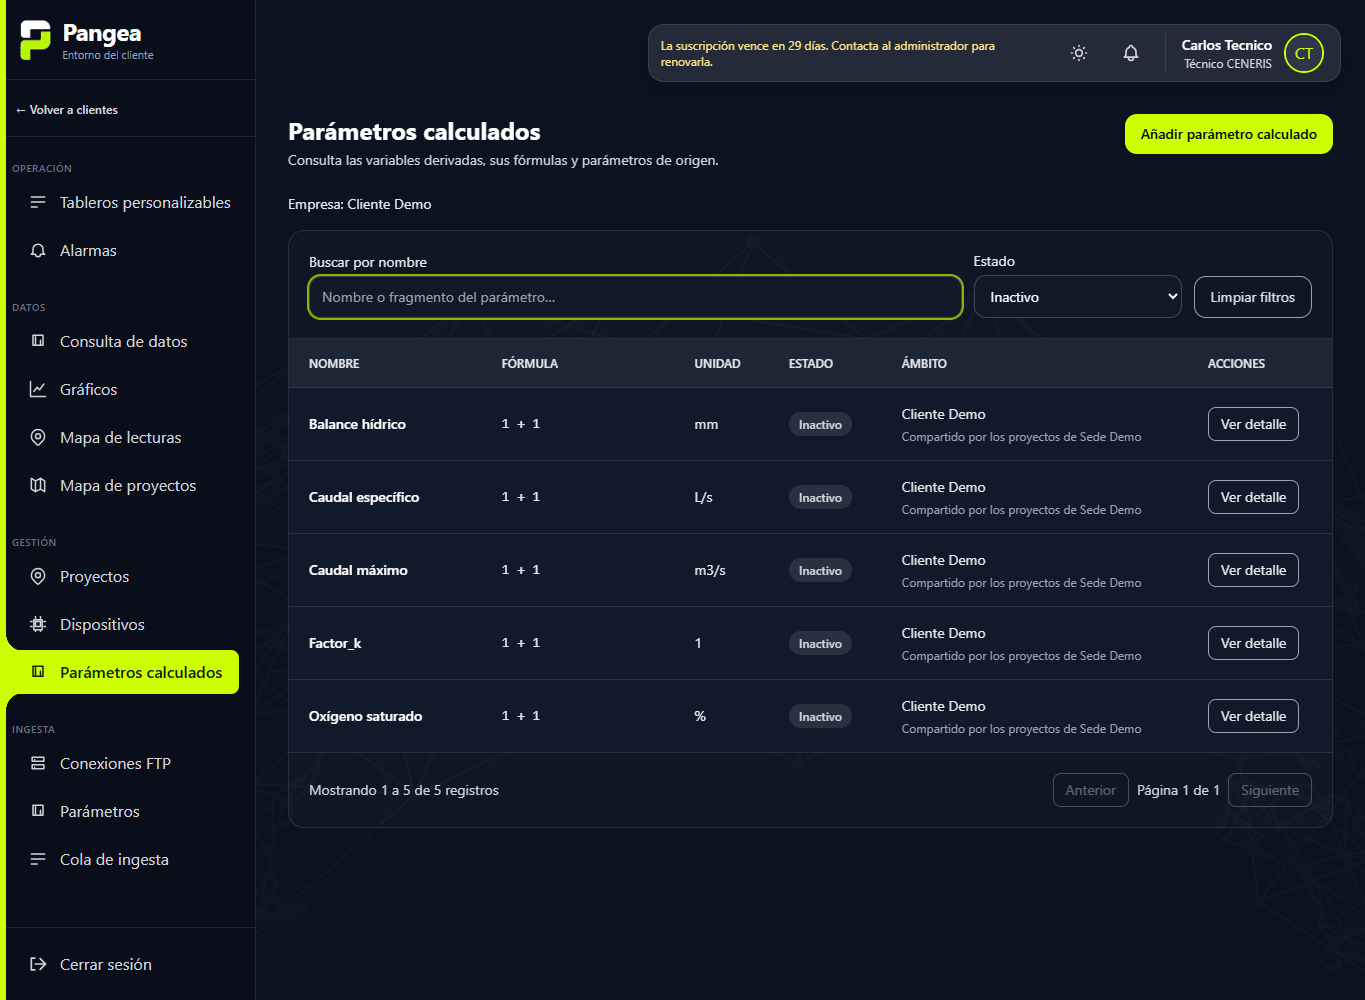 Pangea
Entorno del cliente
← Volver a clientes
OPERACIÓN
Tableros personalizables
Alarmas
DATOS
Consulta de datos
Gráficos
Mapa de lecturas
Mapa de proyectos
GESTIÓN
Proyectos
Dispositivos
Parámetros calculados
INGESTA
Conexiones FTP
Parámetros
Cola de ingesta
Cerrar sesión
La suscripción vence en 29 días. Contacta al administrador para
renovarla.
Carlos Tecnico
Técnico CENERIS
CT
Parámetros calculados
Consulta las variables derivadas, sus fórmulas y parámetros de origen.
Añadir parámetro calculado
Empresa: Cliente Demo
Buscar por nombre
Nombre o fragmento del parámetro...
Estado
Inactivo
Limpiar filtros
NOMBRE FÓRMULA UNIDAD ESTADO ÁMBITO ACCIONES
Balance hídrico 1 + 1 mm Inactivo Cliente Demo Ver detalle
Compartido por los proyectos de Sede Demo
Caudal específico 1 + 1 L/s Inactivo Cliente Demo Ver detalle
Compartido por los proyectos de Sede Demo
Caudal máximo 1 + 1 m3/s Inactivo Cliente Demo Ver detalle
Compartido por los proyectos de Sede Demo
Factor_k 1 + 1 1 Inactivo Cliente Demo Ver detalle
Compartido por los proyectos de Sede Demo
Oxígeno saturado 1 + 1 % Inactivo Cliente Demo Ver detalle
Compartido por los proyectos de Sede Demo
Mostrando 1 a 5 de 5 registros
Anterior Página 1 de 1 Siguiente